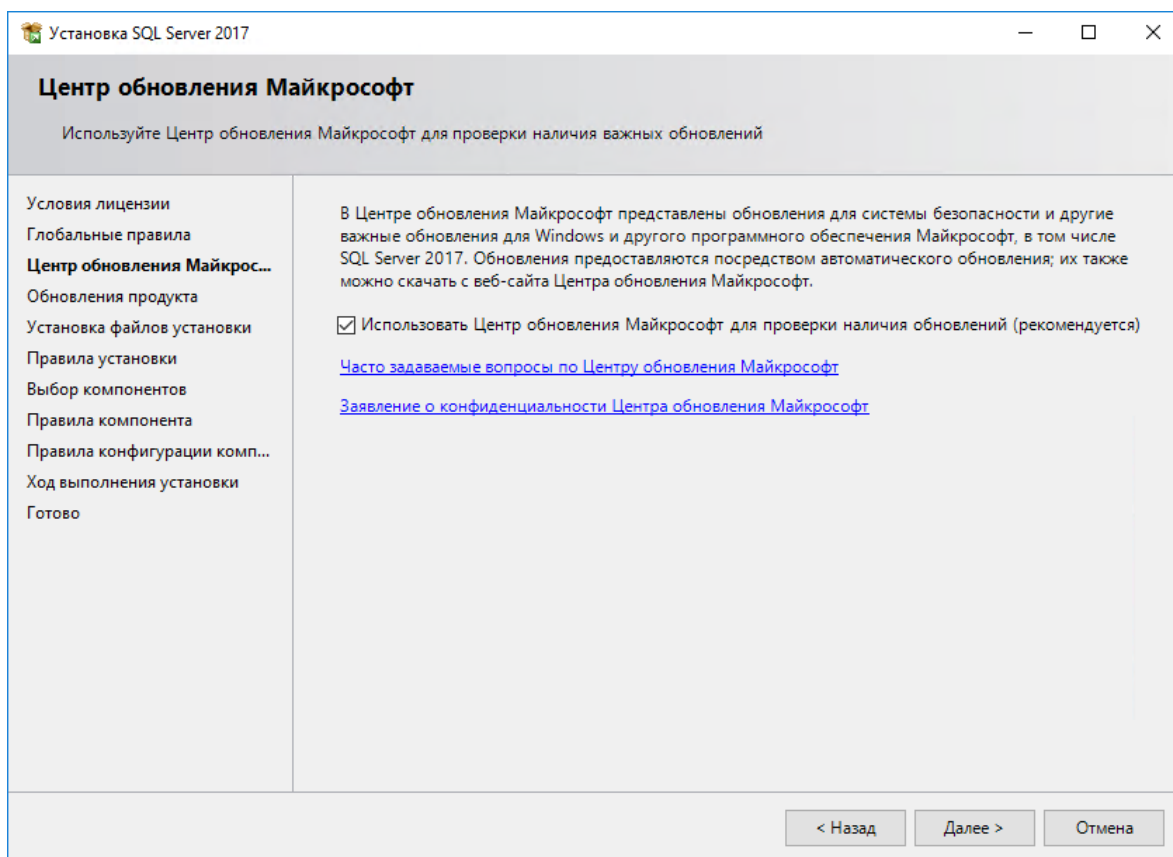 Установка SQL Server 2017
Центр обновления Майкрософт
Используйте Центр обновления Майкрософт для проверки наличия важных обновлений
Условия лицензии
Глобальные правила
Центр обновления Майкрос...
Обновления продукта
Установка файлов установки
Правила установки
Выбор компонентов
Правила компонента
Правила конфигурации комп...
Ход выполнения установки
Готово
В Центре обновления Майкрософт представлены обновления для системы безопасности и другие
важные обновления для Windows и другого программного обеспечения Майкрософт, в том числе
SQL Server 2017. Обновления предоставляются посредством автоматического обновления; их также
можно скачать с веб-сайта Центра обновления Майкрософт.
Использовать Центр обновления Майкрософт для проверки наличия обновлений (рекомендуется)
Часто задаваемые вопросы по Центру обновления Майкрософт
Заявление о конфиденциальности Центра обновления Майкрософт
< Назад
Далее >
Отмена